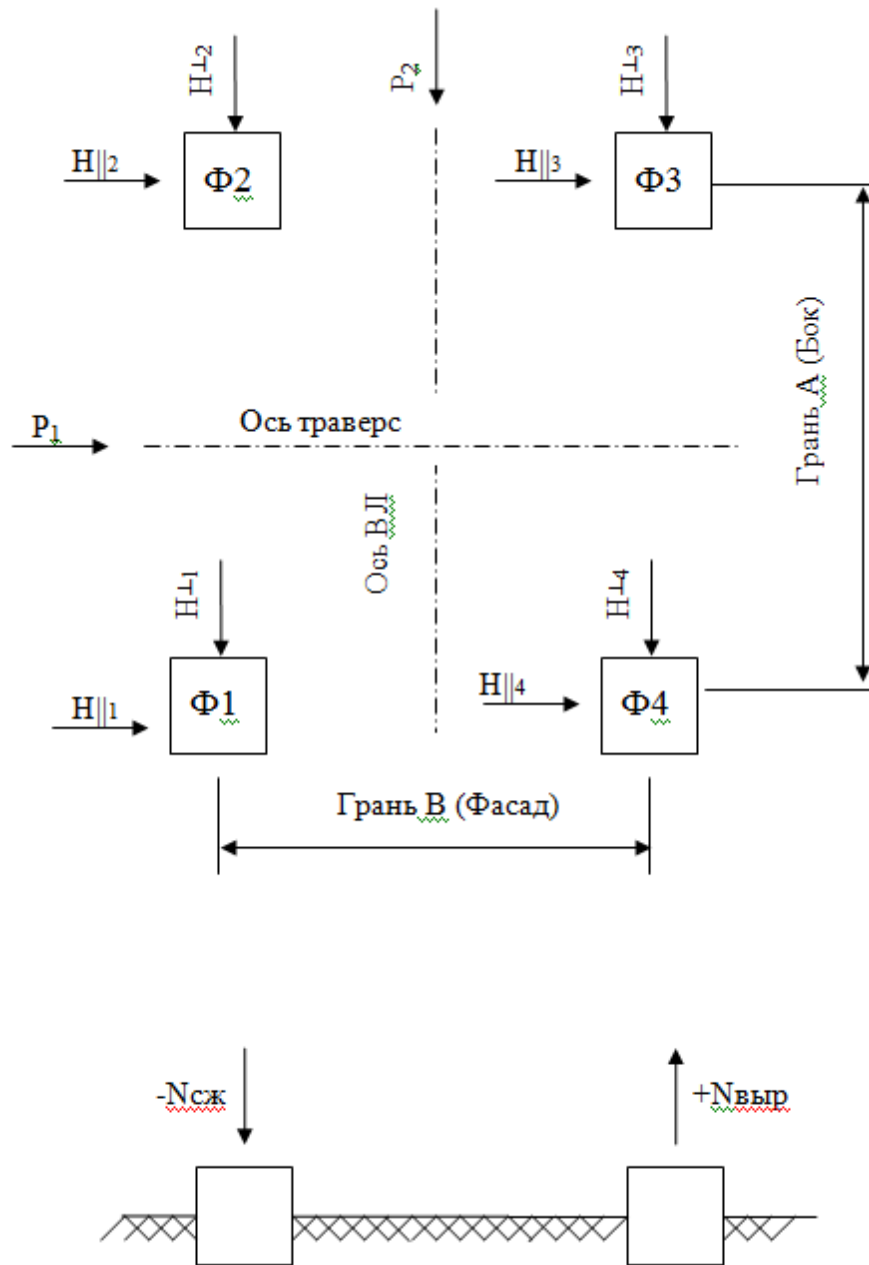 H┴2
P2
H┴3
H||2
Ф2
H||3
Ф3
Грань А (Бок)
P1
Ось траверс
Ось ВЛ
H┴1
H┴4
H||1
Ф1
H||4
Ф4
Грань В (Фасад)
-Nсж
+Nвыр